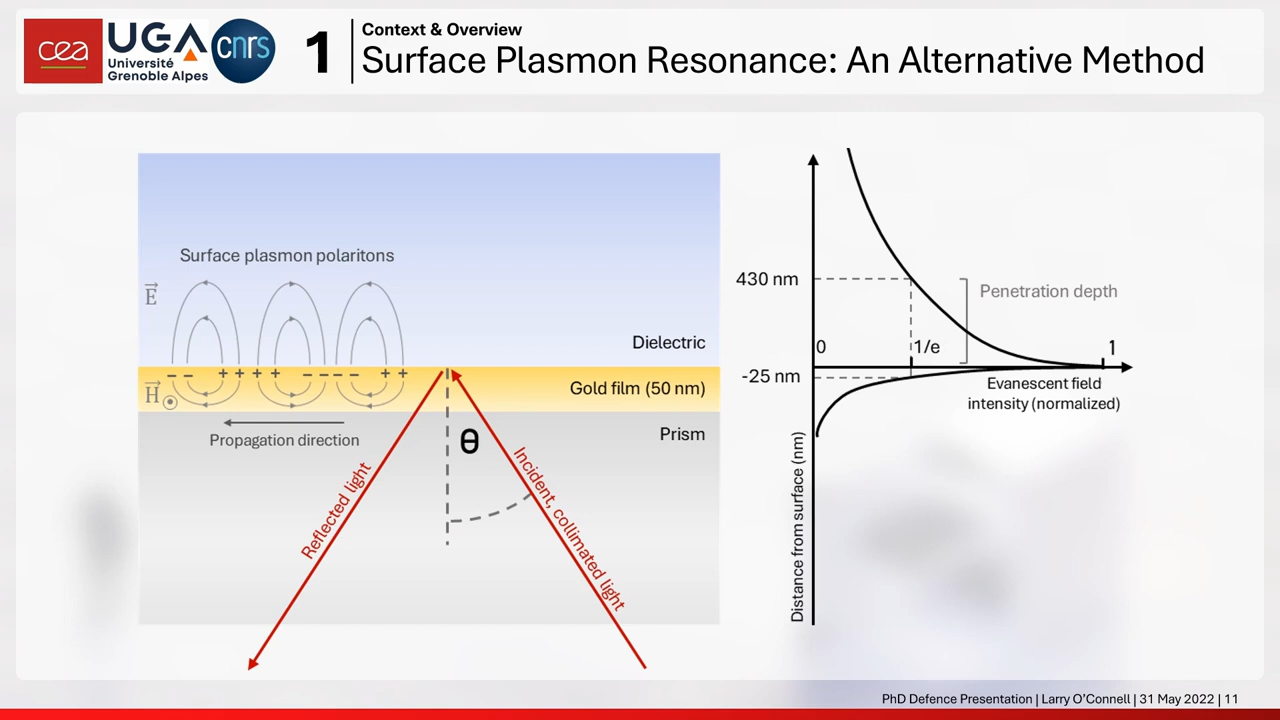 cea
UGA
Université
Grenoble Alpes
cnrs
1
Context & Overview
Surface Plasmon Resonance: An Alternative Method
Surface plasmon polaritons
E
Dielectric
- - + + + + - - - - + +
H
Gold film (50 nm)
Propagation direction
Prism
θ
Reflected light
Incident, collimated light
430 nm
Penetration depth
0
1/e
1
-25 nm
Evanescent field
intensity (normalized)
Distance from surface (nm)
PhD Defence Presentation | Larry O'Connell | 31 May 2022 | 11